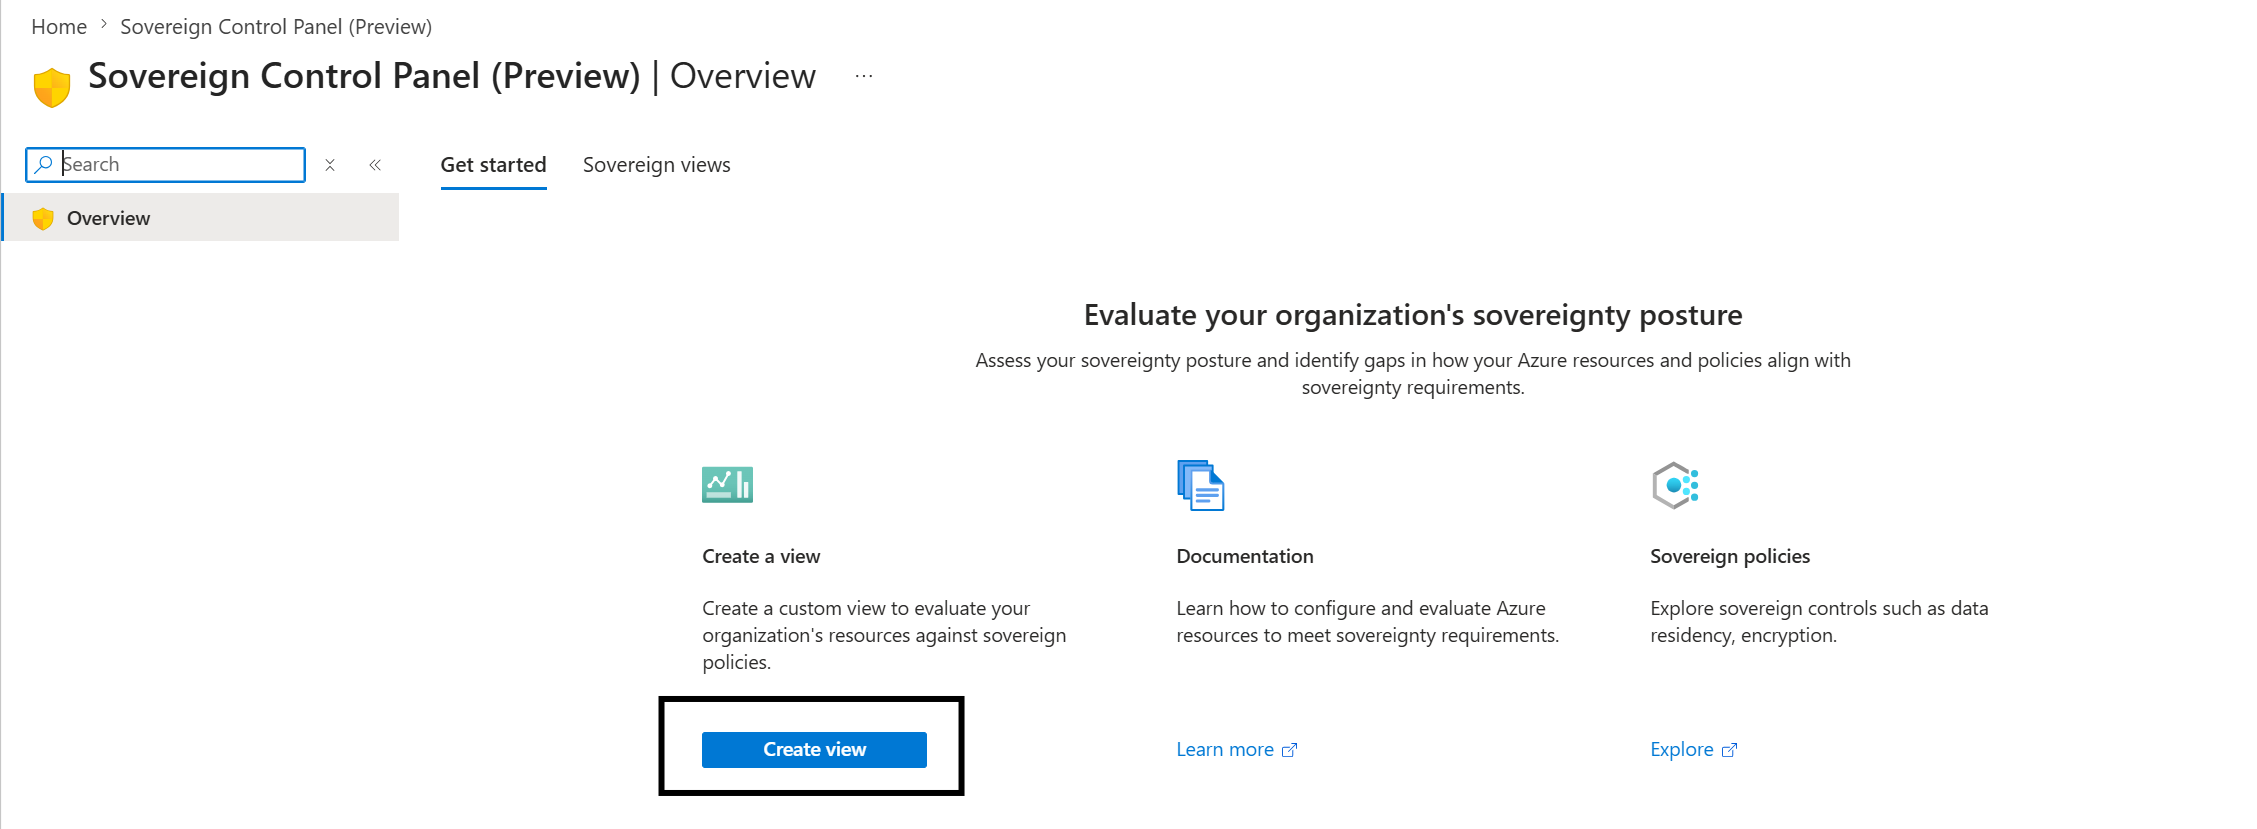 Home > Sovereign Control Panel (Preview)
Sovereign Control Panel (Preview) | Overview ...
Search
Get started
Sovereign views
Overview
Evaluate your organization's sovereignty posture
Assess your sovereignty posture and identify gaps in how your Azure resources and policies align with
sovereignty requirements.
Create a view
Create a custom view to evaluate your
organization's resources against sovereign
policies.
Create view
Documentation
Learn how to configure and evaluate Azure
resources to meet sovereignty requirements.
Learn more
Sovereign policies
Explore sovereign controls such as data
residency, encryption.
Explore